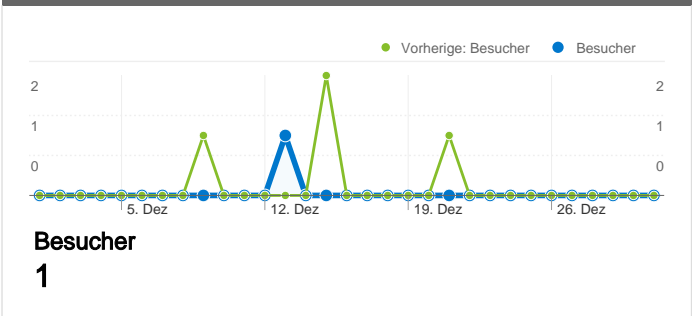 Vorherige: Besucher Besucher
2 2
1 1
0 0
5. Dez 12. Dez 19. Dez 26. Dez
Besucher
1